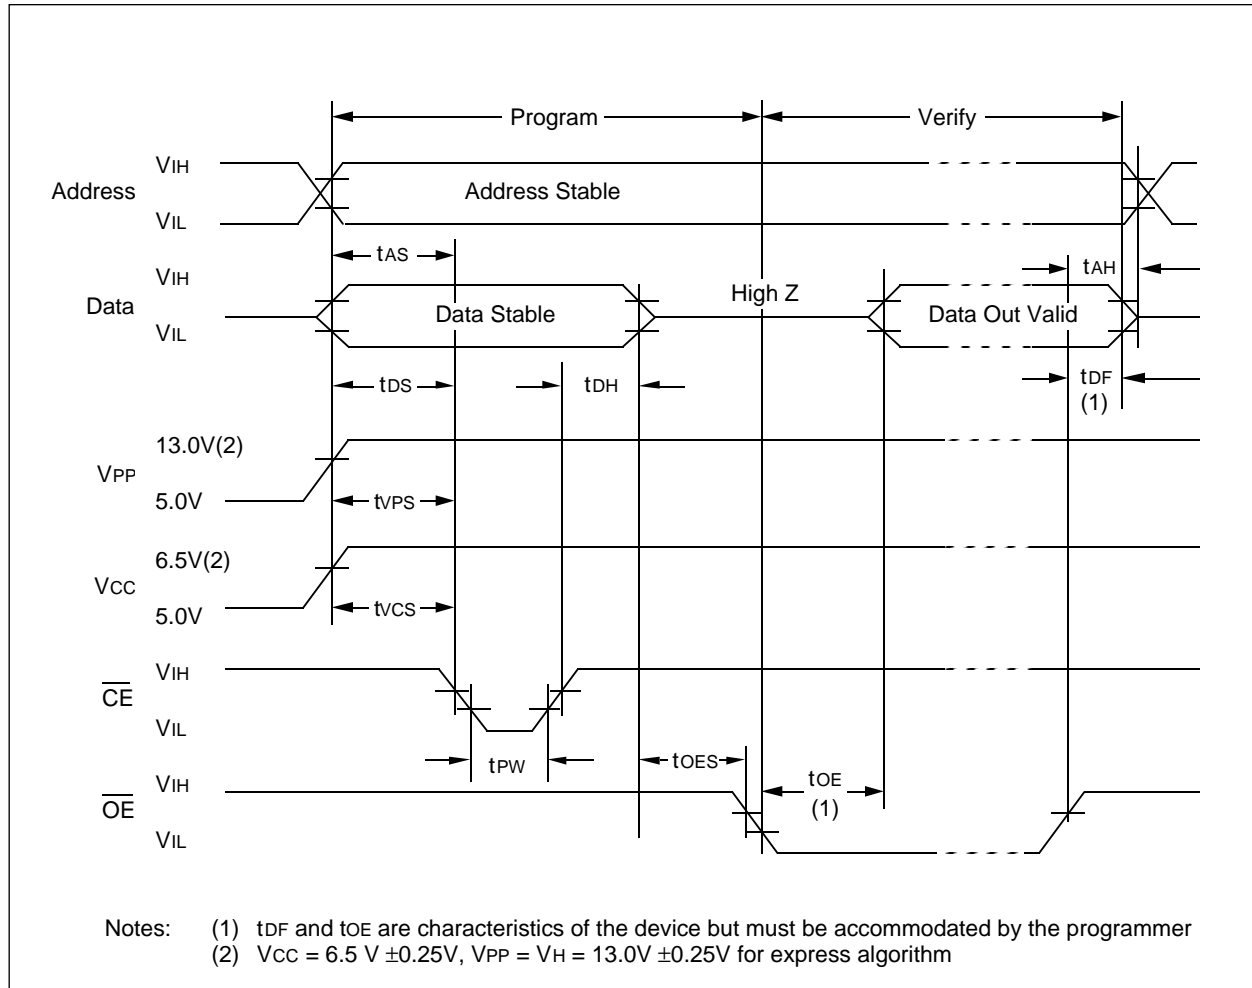 Program Verify
VIH
Address Address Stable
VIL
tAS
VIH tAH
High Z
Data Data Stable Data Out Valid
VIL
tDS tDH tDF
(1)
13.0V(2)
VPP
5.0V tVPS
6.5V(2)
VCC
5.0V tVCS
VIH
CE
VIL
tPW tOES
VIH tOE
OE (1)
VIL
Notes: (1) tDF and tOE are characteristics of the device but must be accommodated by the programmer
(2) VCC = 6.5 V ±0.25V, VPP = VH = 13.0V ±0.25V for express algorithm